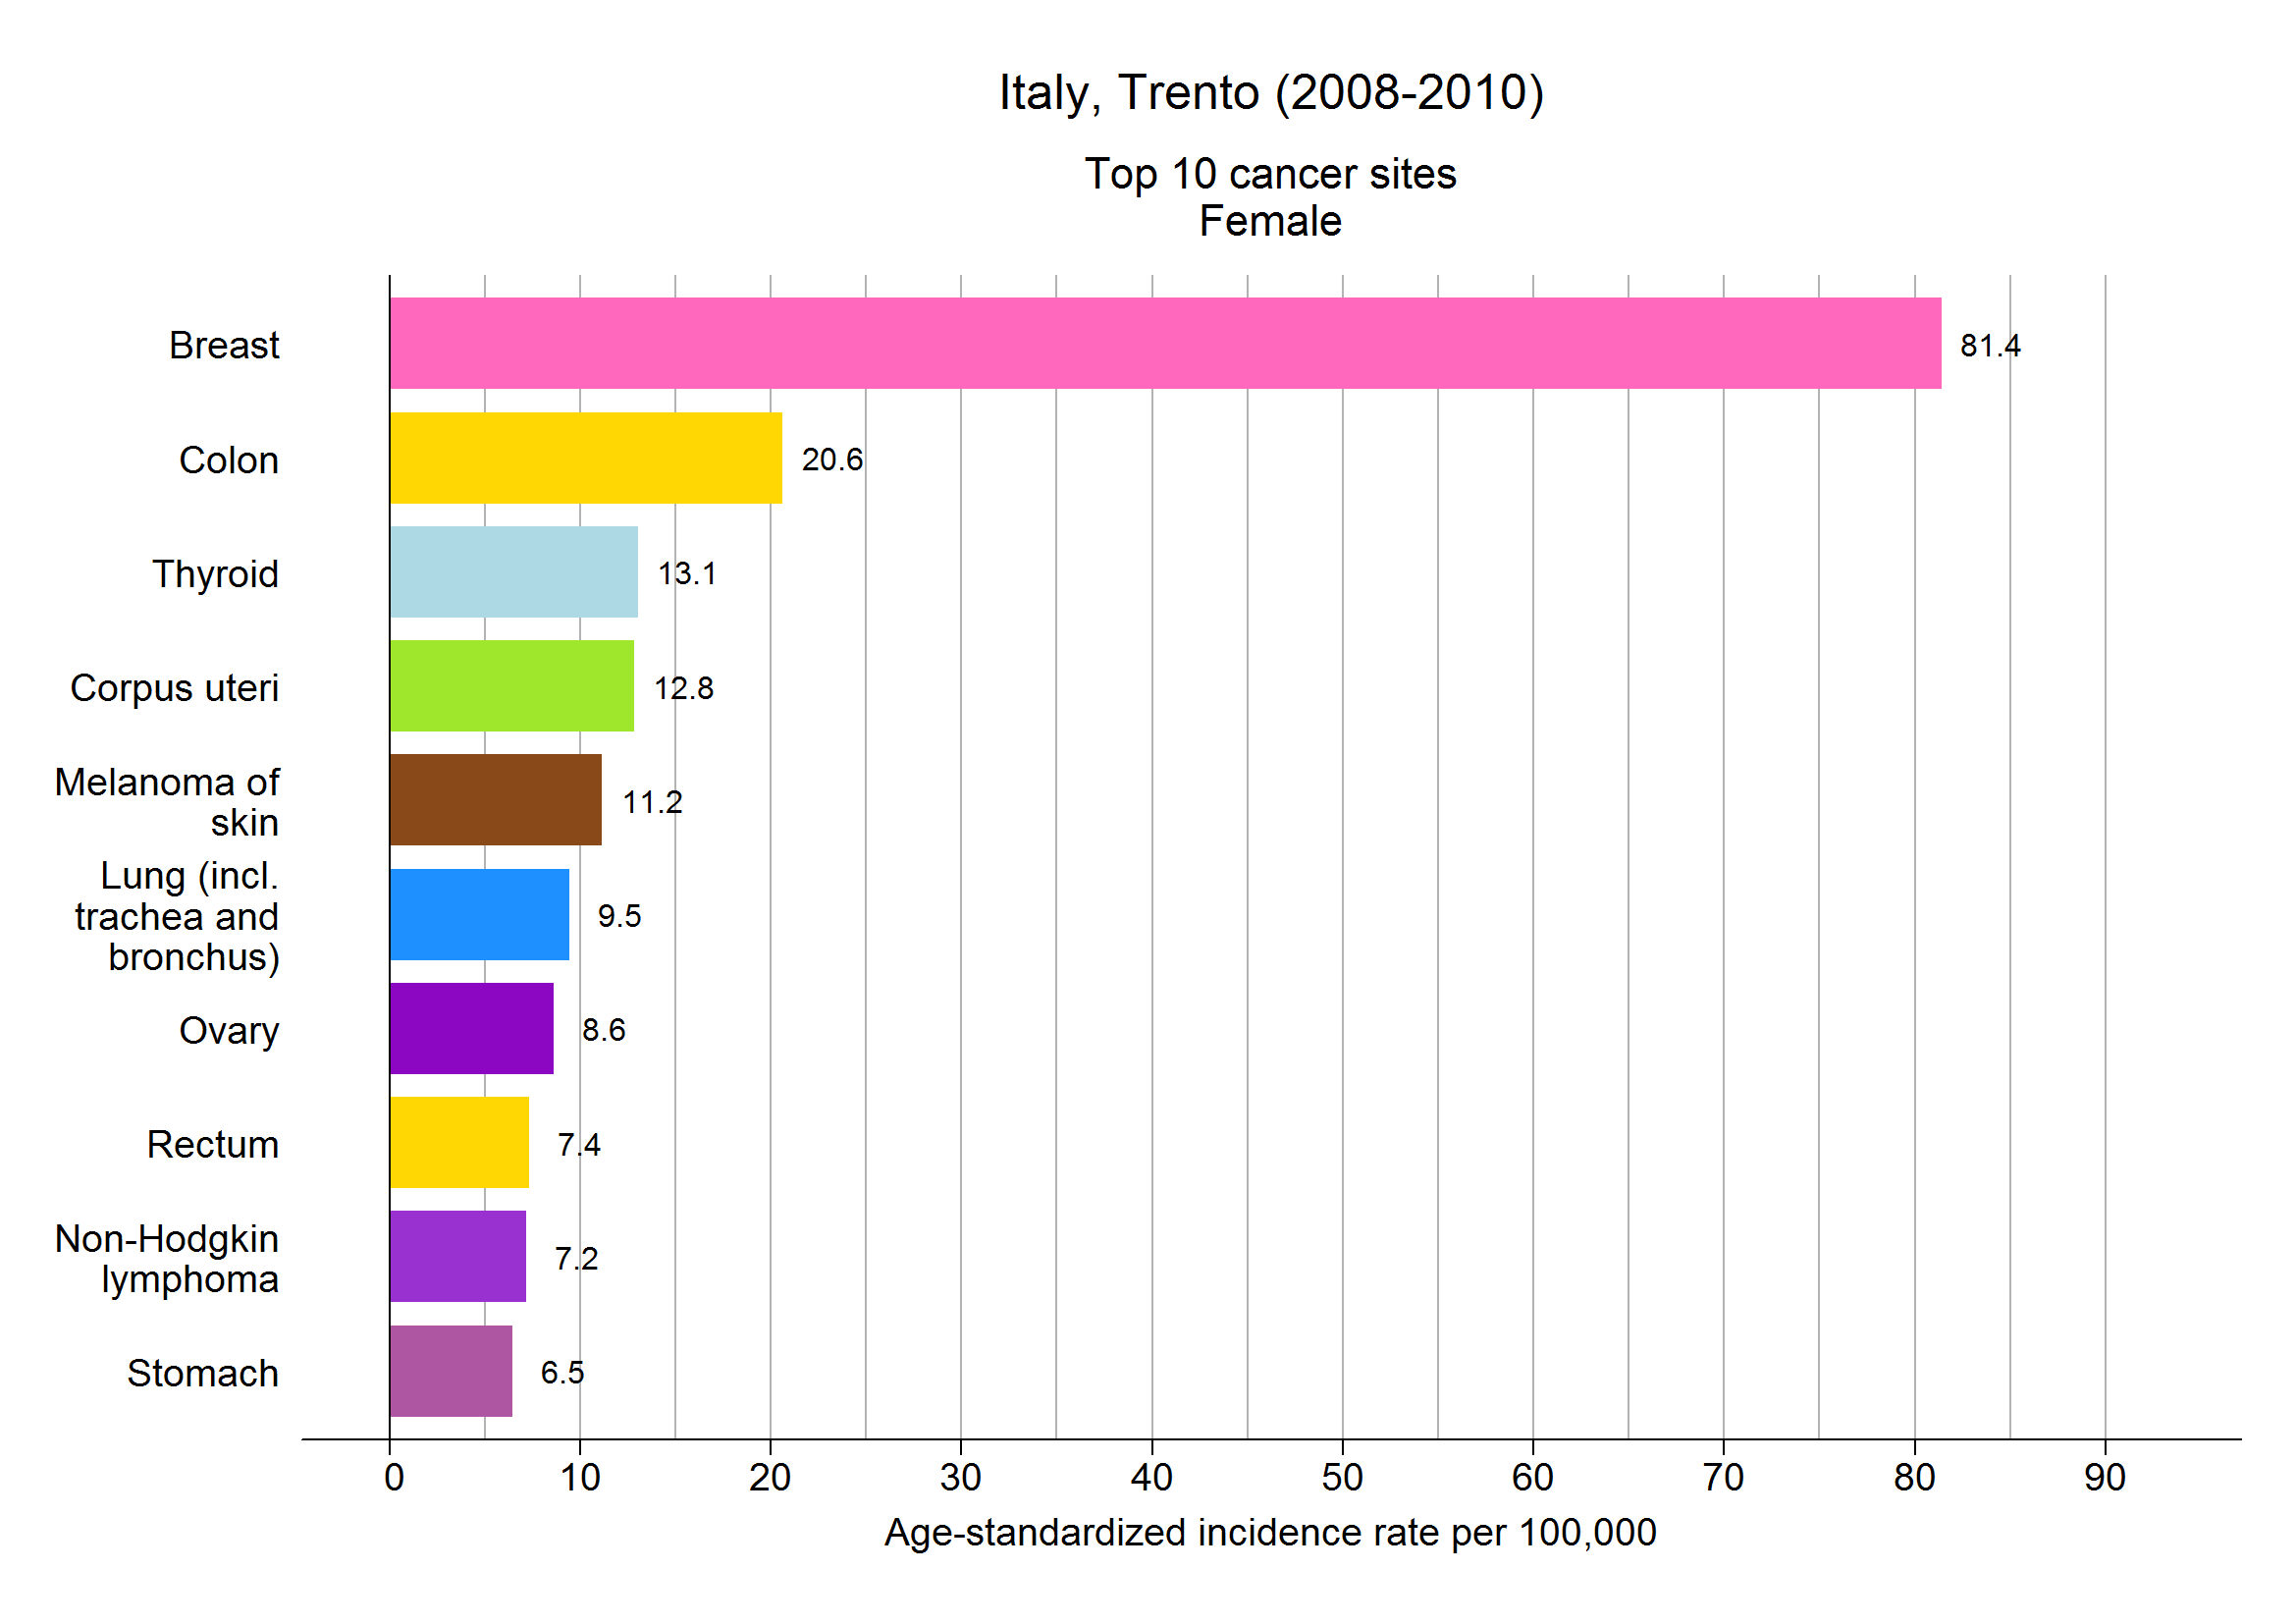 Italy, Trento (2008-2010)
Top 10 cancer sites
Female
Breast
81.4
Colon
20.6
Thyroid
13.1
Corpus uteri
12.8
Melanoma of
skin
11.2
Lung (incl.
trachea and
bronchus)
9.5
Ovary
8.6
Rectum
7.4
Non-Hodgkin
lymphoma
7.2
Stomach
6.5
0 10 20 30 40 50 60 70 80 90
Age-standardized incidence rate per 100,000